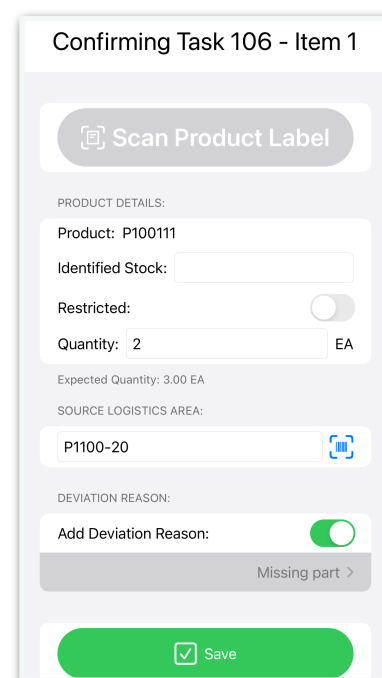 Confirming Task 106 - Item 1
Scan Product Label
PRODUCT DETAILS:
Product: P100111
Identified Stock:
Restricted:
Quantity: 2 EA
Expected Quantity: 3.00 EA
SOURCE LOGISTICS AREA:
P1100-20
DEVIATION REASON:
Add Deviation Reason:
Missing part >
Save